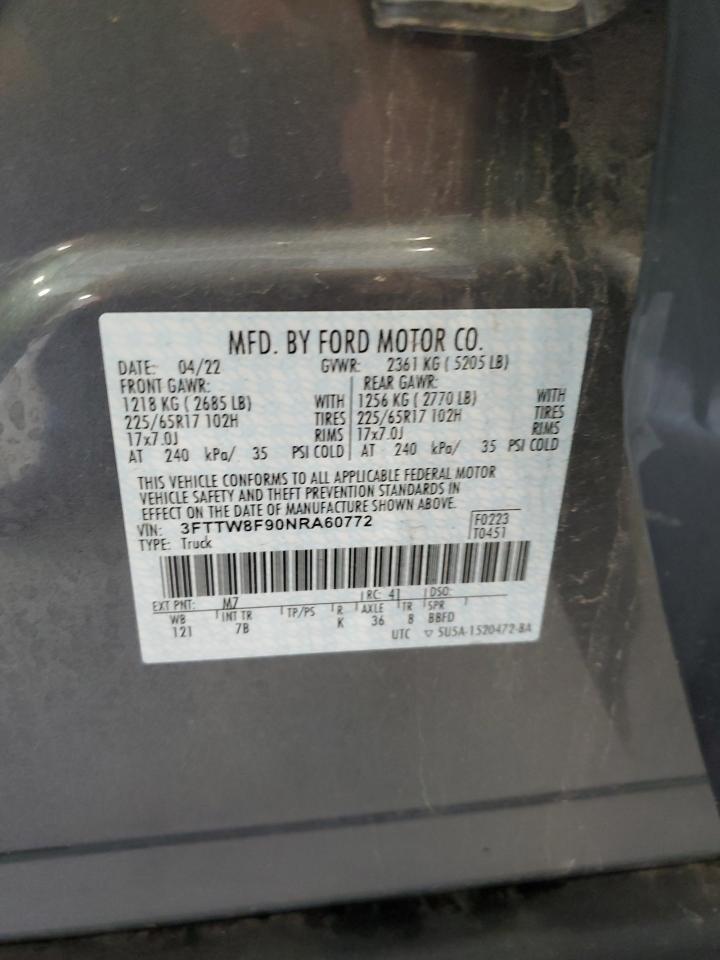 MFD. BY FORD MOTOR CO.
DATE: 04/22 GVWR: 2361 KG ( 5205 LB)
FRONT GAWR: REAR GAWR:
1218 KG ( 2685 LB) WITH 1256 KG ( 2770 LB) WITH
225/65R17 102H TIRES 225/65R17 102H TIRES
17x7.0J RIMS 17x7.0J RIMS
AT 240 kPa/ 35 PSI COLD AT 240 kPa/ 35 PSI COLD
THIS VEHICLE CONFORMS TO ALL APPLICABLE FEDERAL MOTOR
VEHICLE SAFETY AND THEFT PREVENTION STANDARDS IN
EFFECT ON THE DATE OF MANUFACTURE SHOWN ABOVE.
VIN: 3FTTW8F90NRA60772 F0223
TYPE: Truck T0451
EXT PNT: M7 RC: 41 DSO:
WB INT TR TP/PS R AXLE TR SPR
121 7B K 36 8 BBFD
UTC ▽ SU5A-1520472-BA